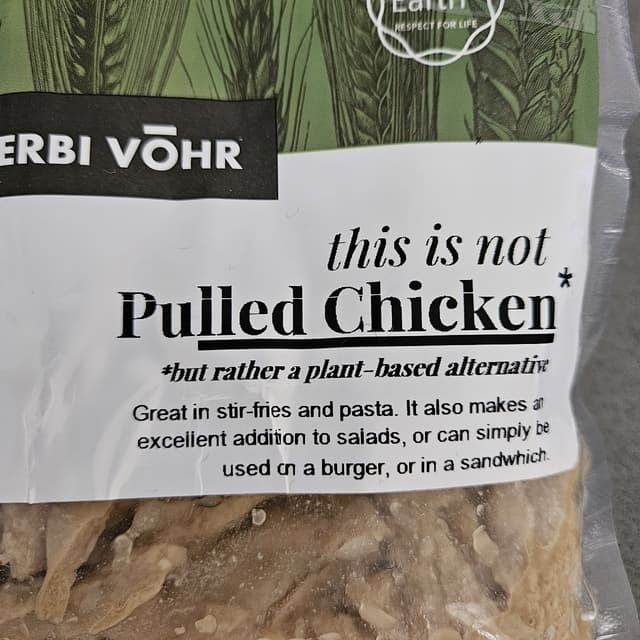 Earth
RESPECT FOR LIFE
ERBI VŌHR
this is not
Pulled Chicken*
*but rather a plant-based alternative
Great in stir-fries and pasta. It also makes an
excellent addition to salads, or can simply be
used on a burger, or in a sandwhich.